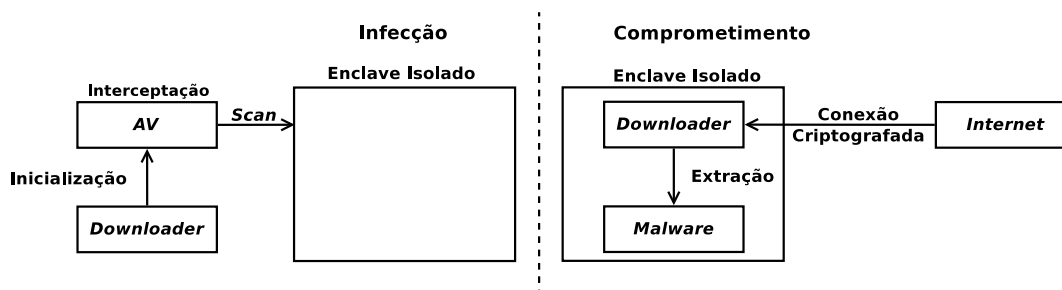 Infecção
Enclave Isolado
Interceptação
AV
Scan
Inicialização
Downloader
Comprometimento
Enclave Isolado
Downloader
Conexão
Criptografada
Internet
Extração
Malware